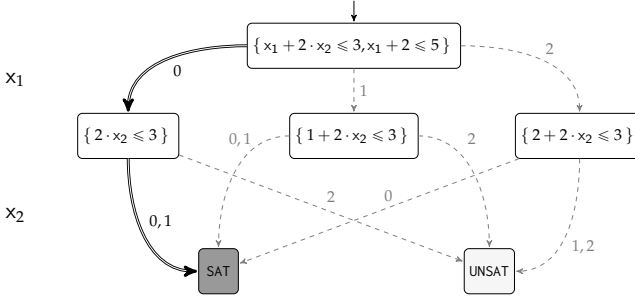 { x₁ + 2 · x₂ ⩽ 3, x₁ + 2 ⩽ 5 }
x₁
0
1
2
{ 2 · x₂ ⩽ 3 }
{ 1 + 2 · x₂ ⩽ 3 }
{ 2 + 2 · x₂ ⩽ 3 }
0, 1
2
x₂
0, 1
2
0
1, 2
SAT
UNSAT